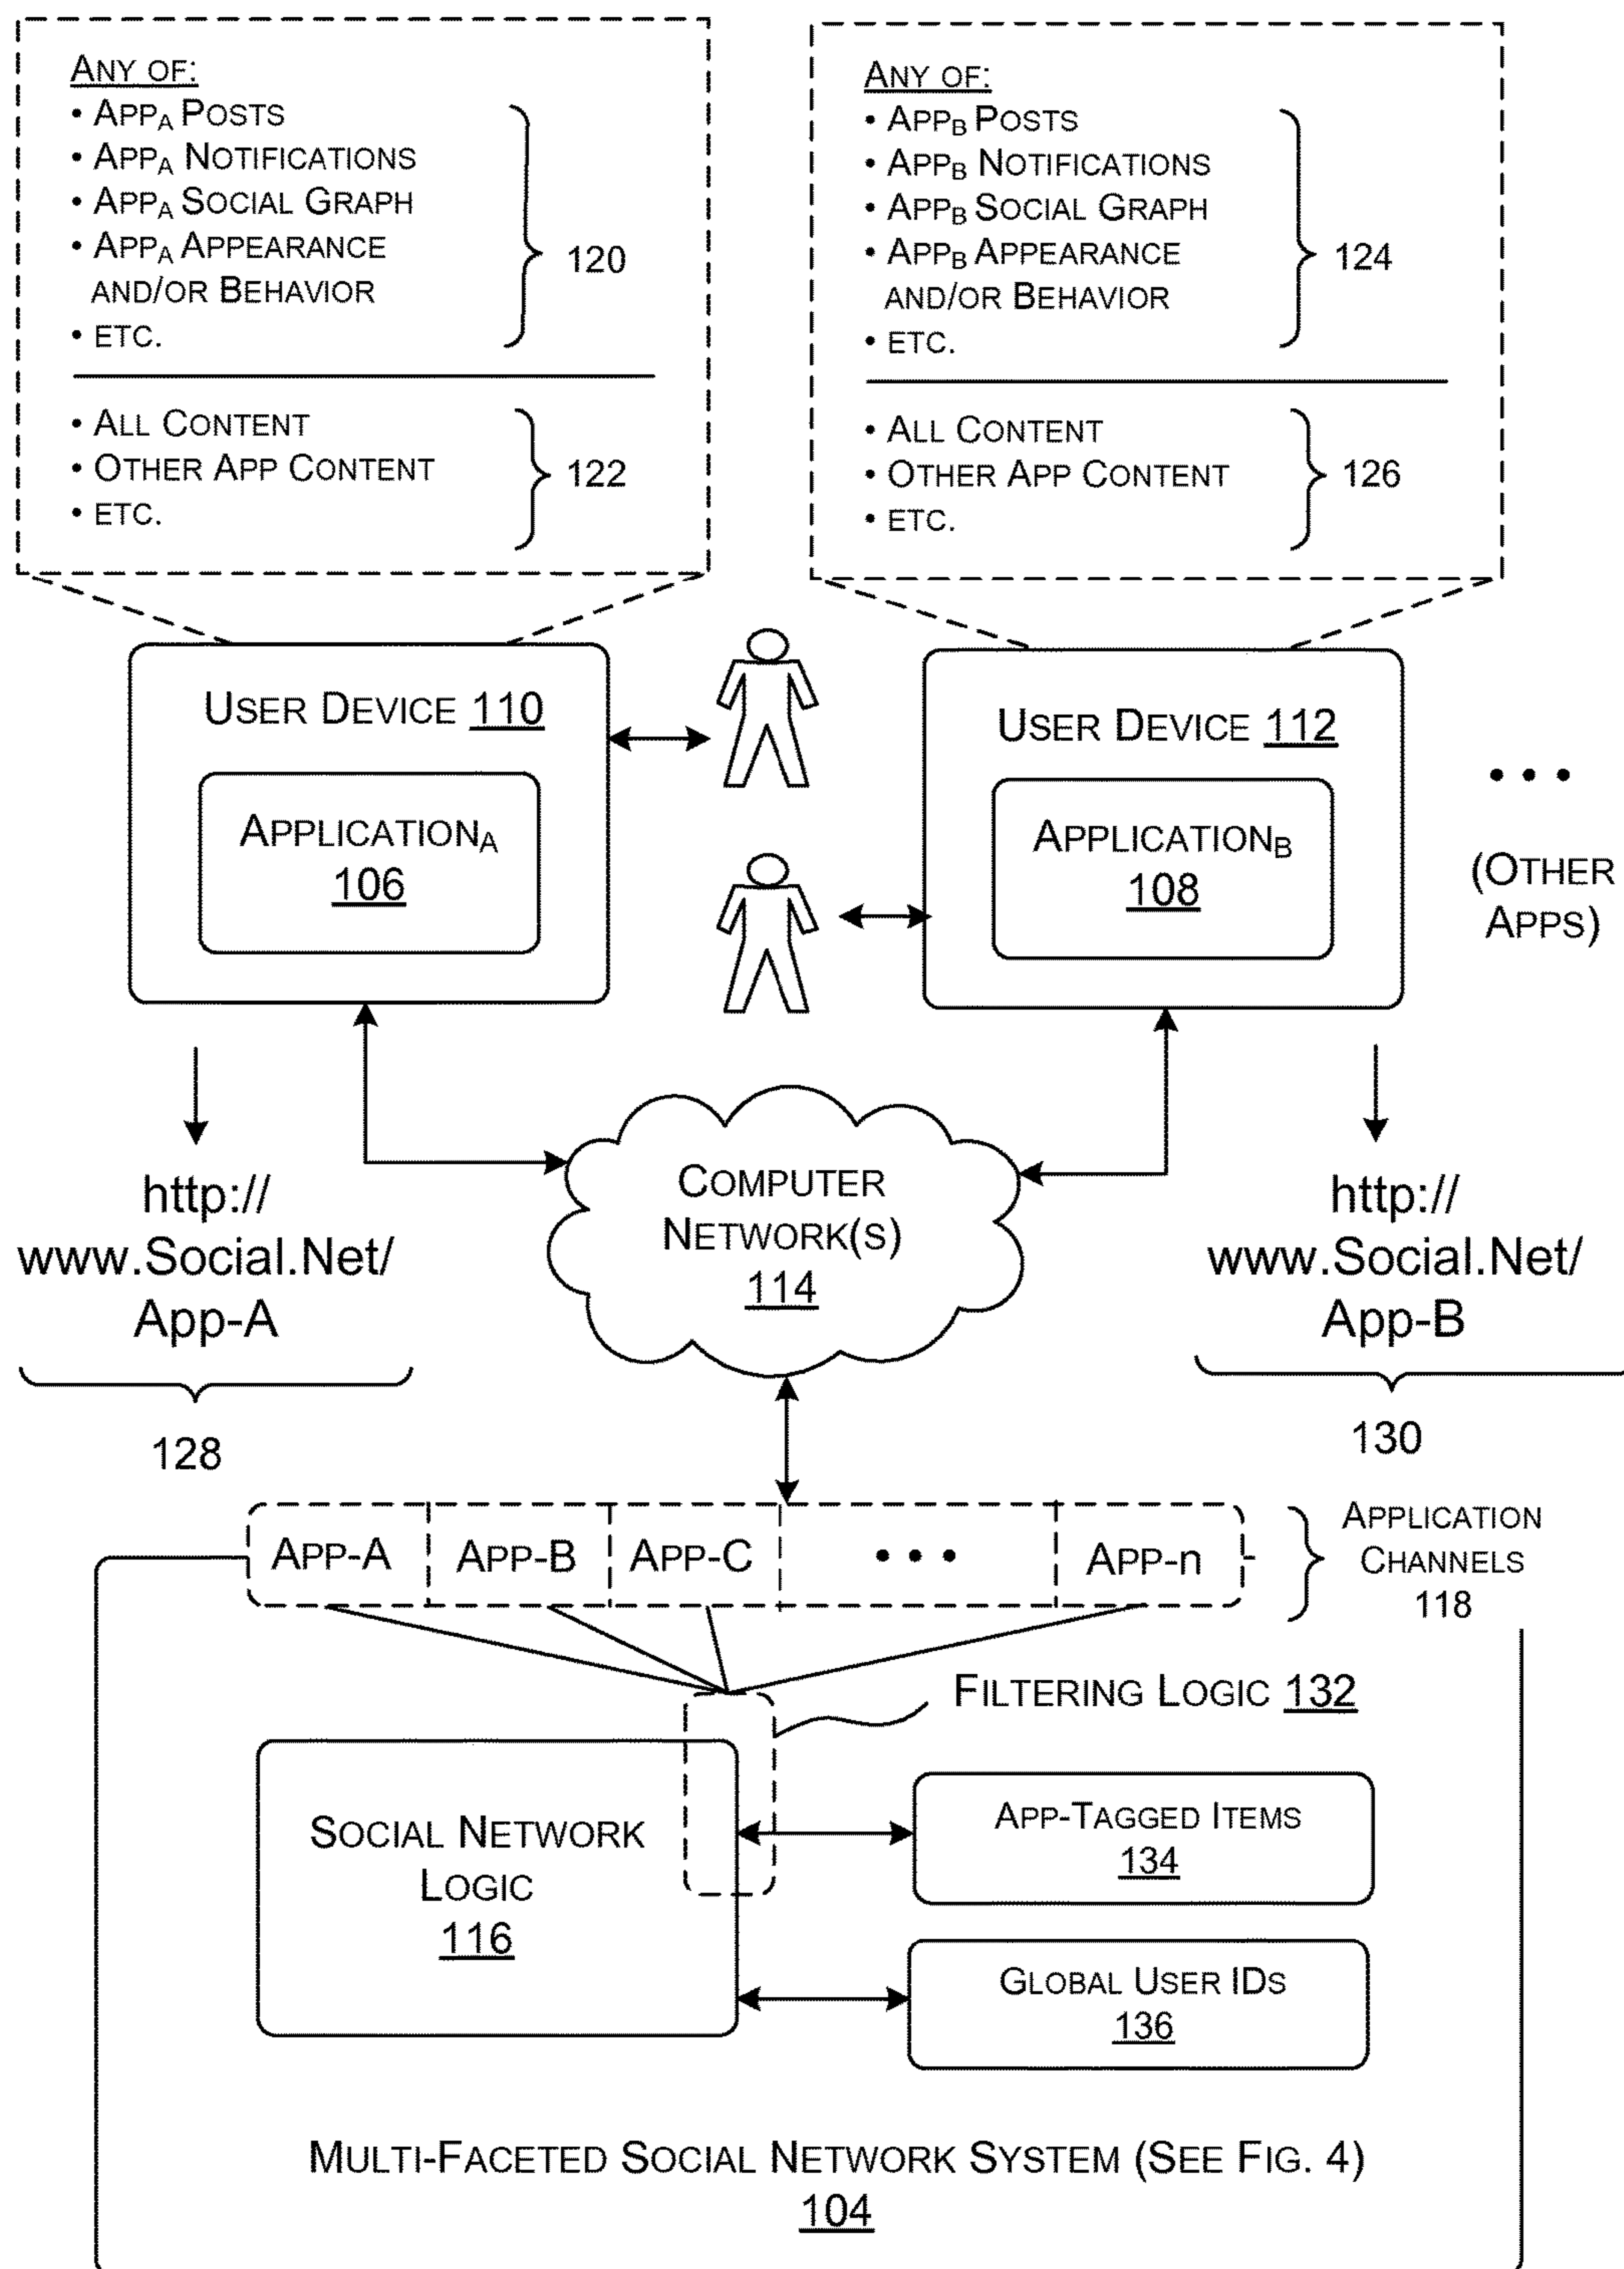 ANY OF:
• APPA POSTS
• APPA NOTIFICATIONS
• APPA SOCIAL GRAPH
• APPA APPEARANCE
AND/OR BEHAVIOR
• ETC.
120
• ALL CONTENT
• OTHER APP CONTENT
• ETC.
122
ANY OF:
• APPB POSTS
• APPB NOTIFICATIONS
• APPB SOCIAL GRAPH
• APPB APPEARANCE
AND/OR BEHAVIOR
• ETC.
124
• ALL CONTENT
• OTHER APP CONTENT
• ETC.
126
USER DEVICE 110
APPLICATIONA
106
USER DEVICE 112
APPLICATIONB
108
• • •
(OTHER
APPS)
http://
www.Social.Net/
App-A
128
COMPUTER
NETWORK(S)
114
http://
www.Social.Net/
App-B
130
APP-A
APP-B
APP-C
• • •
APP-n
APPLICATION
CHANNELS
118
FILTERING LOGIC 132
SOCIAL NETWORK
LOGIC
116
APP-TAGGED ITEMS
134
GLOBAL USER IDS
136
MULTI-FACETED SOCIAL NETWORK SYSTEM (SEE FIG. 4)
104